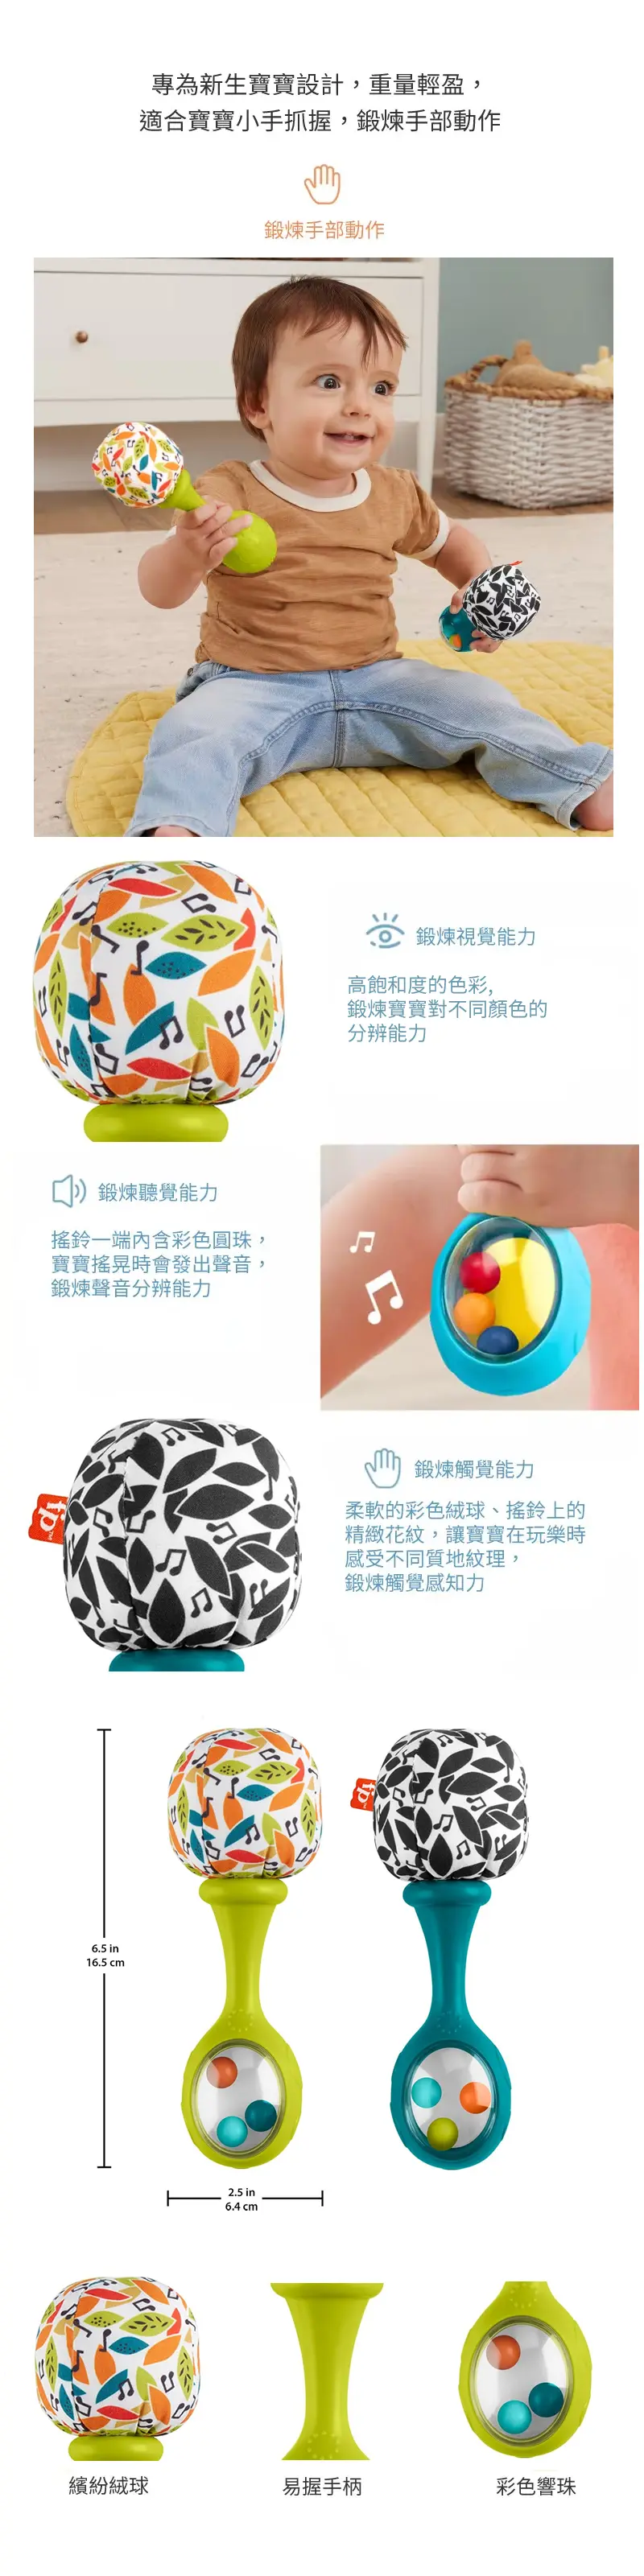 專為新生寶寶設計，重量輕盈，
適合寶寶小手抓握，鍛煉手部動作
鍛煉手部動作
鍛煉視覺能力
高飽和度的色彩,
鍛煉寶寶對不同顏色的
分辨能力
鍛煉聽覺能力
搖鈴一端內含彩色圓珠，
寶寶搖晃時會發出聲音，
鍛煉聲音分辨能力
fp
鍛煉觸覺能力
柔軟的彩色絨球、搖鈴上的
精緻花紋，讓寶寶在玩樂時
感受不同質地紋理，
鍛煉觸覺感知力
fp
6.5 in
16.5 cm
2.5 in
6.4 cm
繽紛絨球
易握手柄
彩色響珠